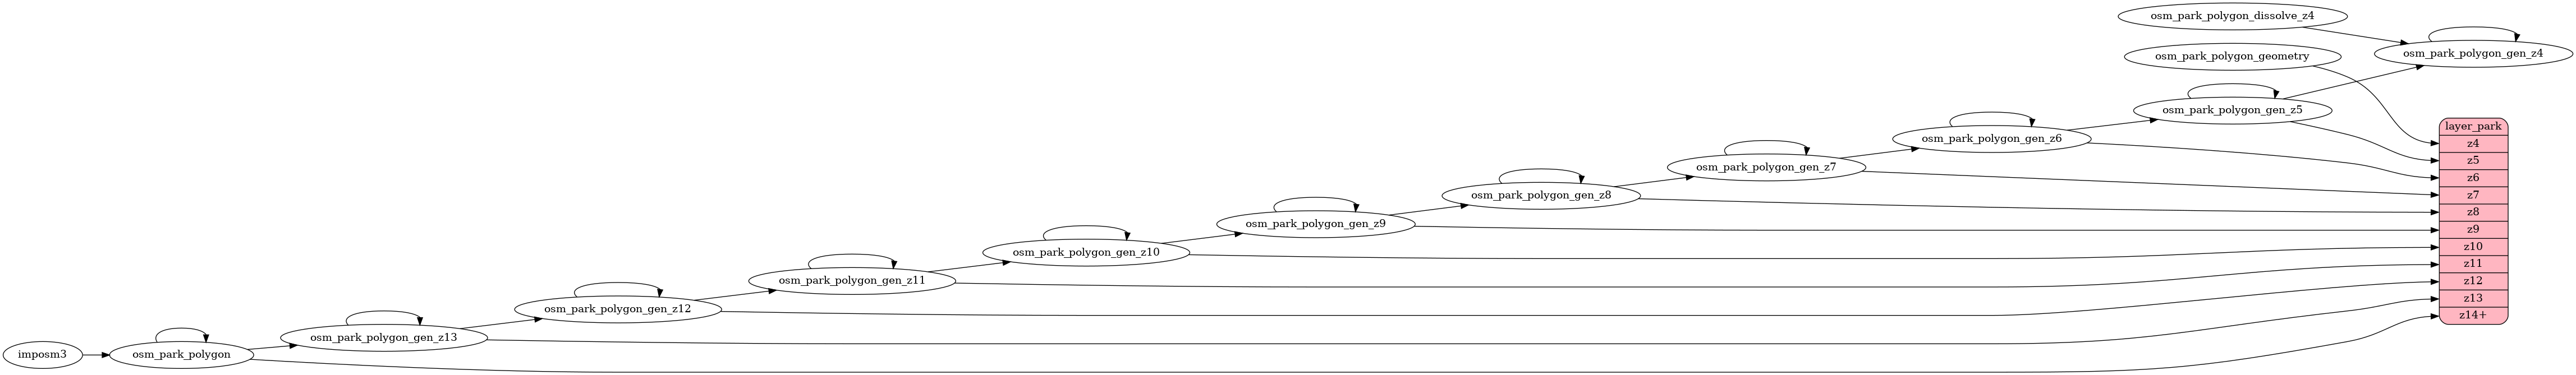 osm_park_polygon_dissolve_z4
osm_park_polygon_gen_z4
osm_park_polygon_geometry
osm_park_polygon_gen_z5
layer_park
osm_park_polygon_gen_z6
z4
z5
osm_park_polygon_gen_z7
z6
z7
osm_park_polygon_gen_z8
z8
osm_park_polygon_gen_z9
z9
z10
osm_park_polygon_gen_z10
z11
osm_park_polygon_gen_z11
z12
z13
osm_park_polygon_gen_z12
z14+
osm_park_polygon_gen_z13
imposm3
osm_park_polygon